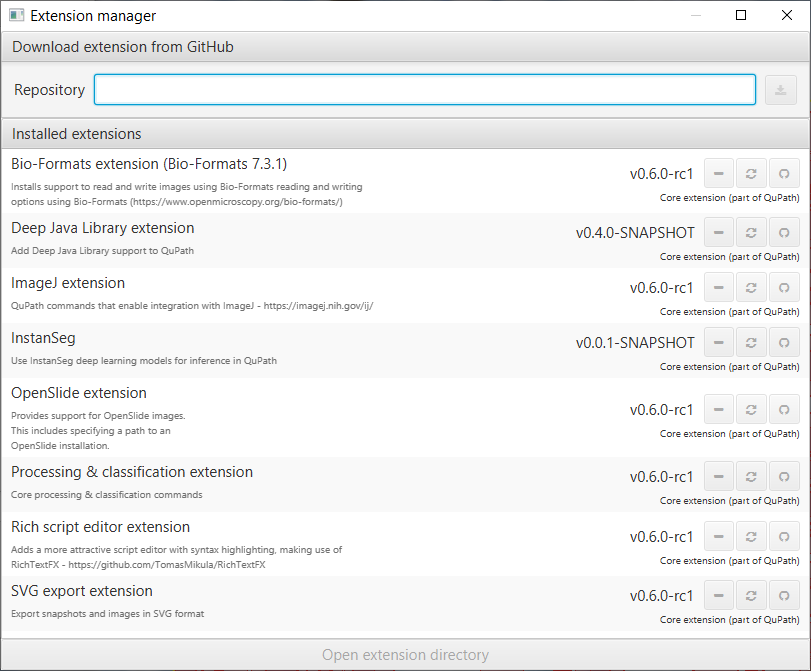 Extension manager
Download extension from GitHub
Repository
Installed extensions
Bio-Formats extension (Bio-Formats 7.3.1)
Installs support to read and write images using Bio-Formats reading and writing
options using Bio-Formats (https://www.openmicroscopy.org/bio-formats/)
v0.6.0-rc1
Core extension (part of QuPath)
Deep Java Library extension
Add Deep Java Library support to QuPath
v0.4.0-SNAPSHOT
Core extension (part of QuPath)
ImageJ extension
QuPath commands that enable integration with ImageJ - https://imagej.nih.gov/ij/
v0.6.0-rc1
Core extension (part of QuPath)
InstanSeg
Use InstanSeg deep learning models for inference in QuPath
v0.0.1-SNAPSHOT
Core extension (part of QuPath)
OpenSlide extension
Provides support for OpenSlide images.
This includes specifying a path to an
OpenSlide installation.
v0.6.0-rc1
Core extension (part of QuPath)
Processing & classification extension
Core processing & classification commands
v0.6.0-rc1
Core extension (part of QuPath)
Rich script editor extension
Adds a more attractive script editor with syntax highlighting, making use of
RichTextFX - https://github.com/TomasMikula/RichTextFX
v0.6.0-rc1
Core extension (part of QuPath)
SVG export extension
Export snapshots and images in SVG format
v0.6.0-rc1
Core extension (part of QuPath)
Open extension directory